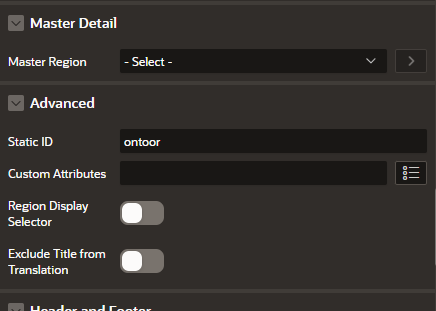 Master Detail
Master Region
- Select -
Advanced
Static ID
ontoor
Custom Attributes
Region Display
Selector
Exclude Title from
Translation
Header and Footer